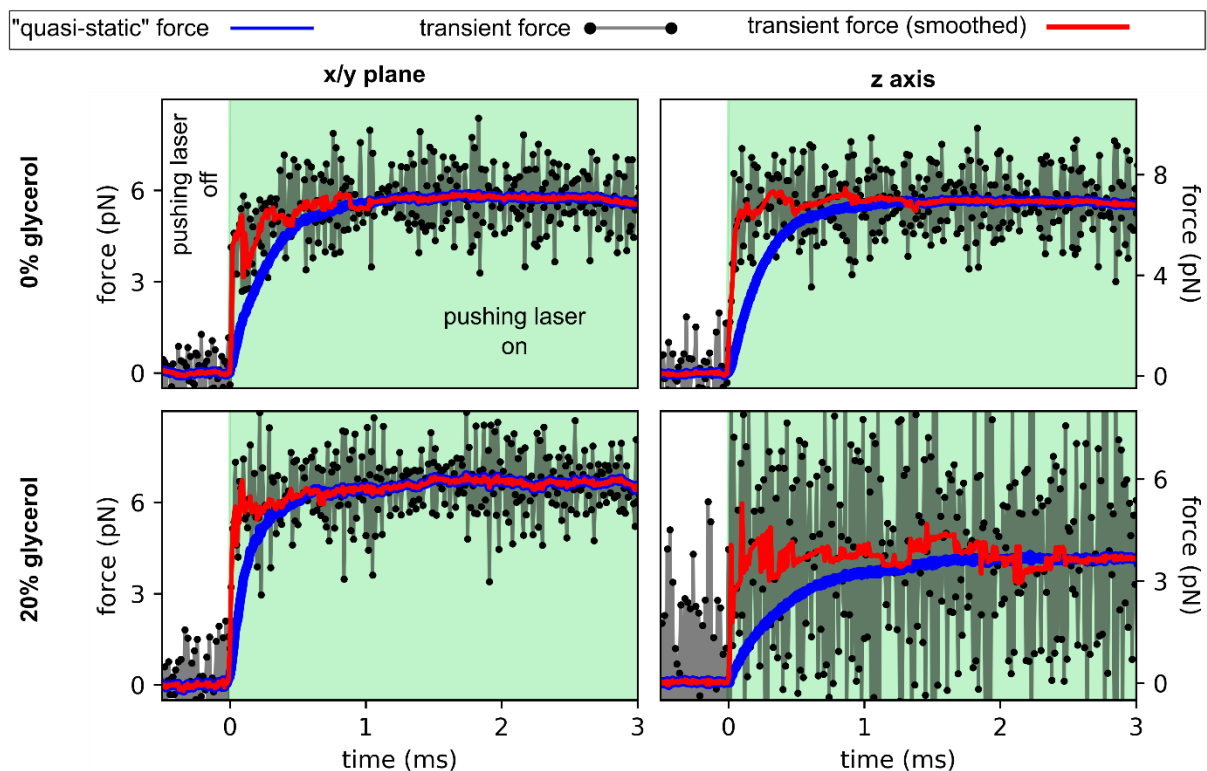 "quasi-static" force transient force transient force (smoothed)
x/y plane z axis
0% glycerol
force (pN)
6
3
0
pushing laser
off
pushing laser
on
8
4
0
force (pN)
20% glycerol
force (pN)
6
3
0
6
3
0
force (pN)
0 1 2 3
time (ms)
0 1 2 3
time (ms)